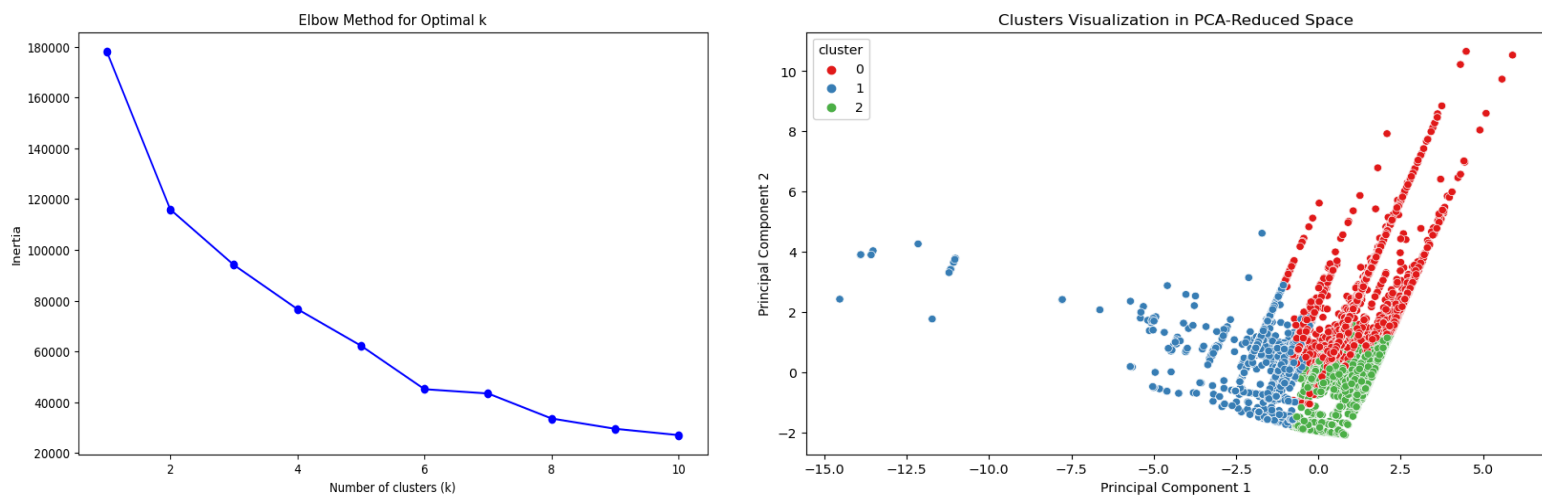 Elbow Method for Optimal k
180000
160000
140000
120000
100000
80000
60000
40000
20000
Inertia
2 4 6 8 10
Number of clusters (k)
Clusters Visualization in PCA-Reduced Space
cluster
0
1
2
10
8
6
4
2
0
−2
Principal Component 2
−15.0 −12.5 −10.0 −7.5 −5.0 −2.5 0.0 2.5 5.0
Principal Component 1